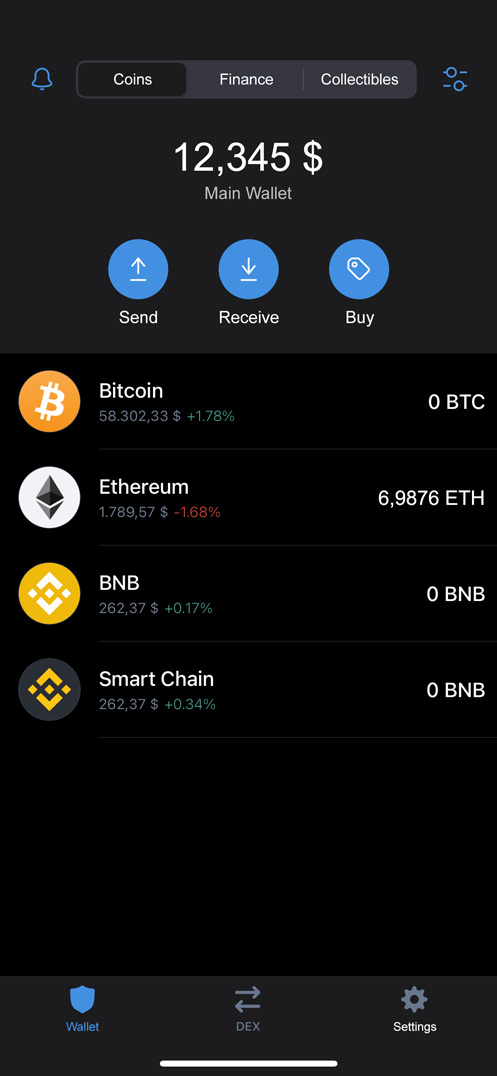 Coins Finance Collectibles
12,345 $
Main Wallet
Send Receive Buy
Bitcoin
58.302,33 $ +1.78%
0 BTC
Ethereum
1.789,57 $ -1.68%
6,9876 ETH
BNB
262,37 $ +0.17%
0 BNB
Smart Chain
262,37 $ +0.34%
0 BNB
Wallet DEX Settings